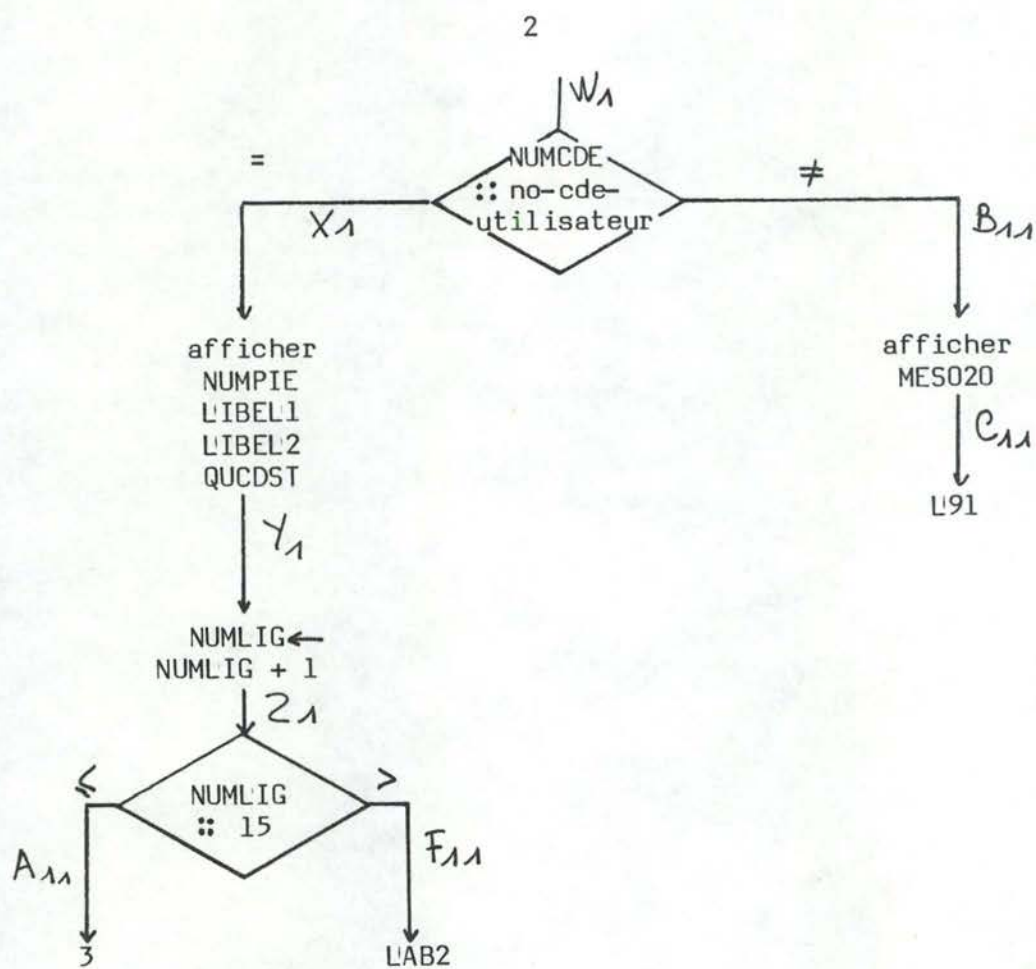 2
W1
NUMCDE
:: no-cde-
utilisateur
=
≠
X1
B11
afficher
NUMPIE
LIBEL1
LIBEL2
QUCDST
afficher
MES020
C11
L91
Y1
NUMLIG←
NUMLIG + 1
Z1
≤
>
NUMLIG
:: 15
A11
F11
3
LAB2